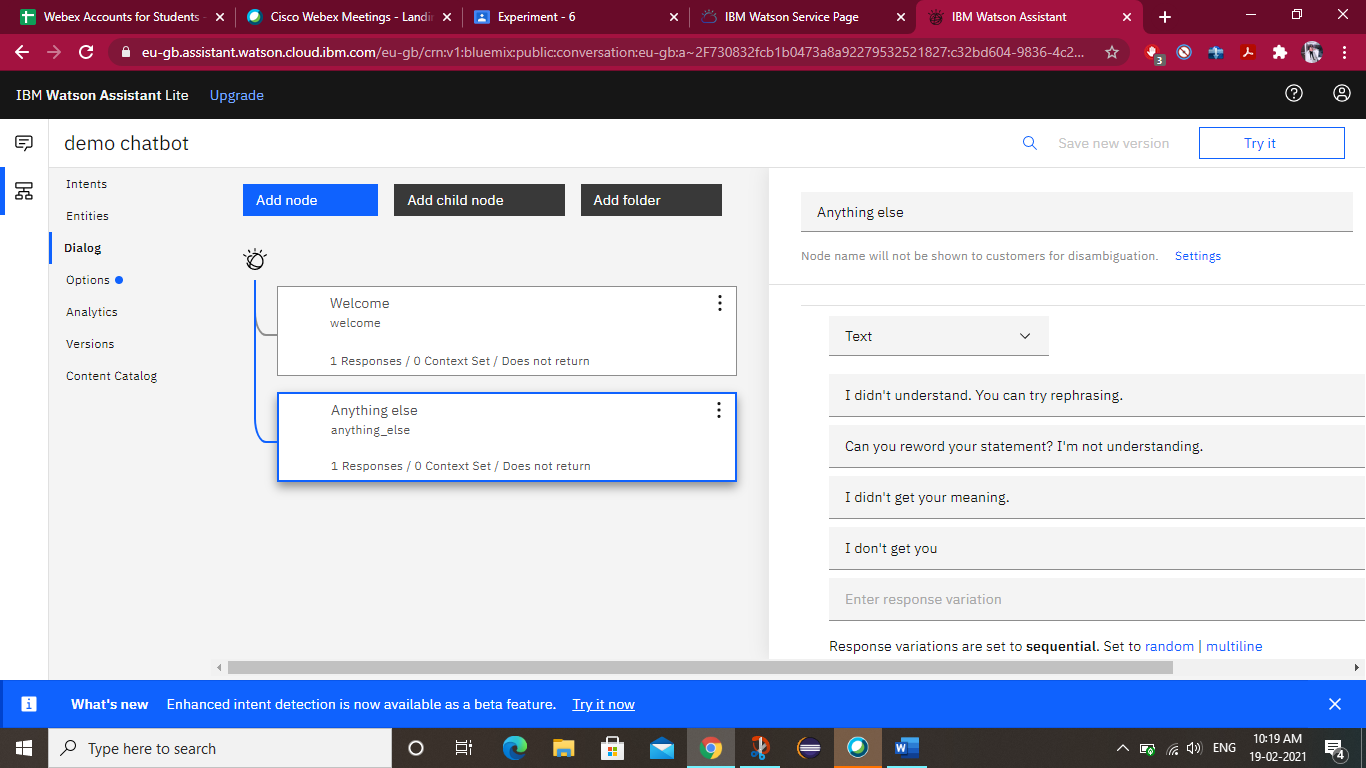 Webex Accounts for Students -
Cisco Webex Meetings - Landin
Experiment - 6
IBM Watson Service Page
IBM Watson Assistant
eu-gb.assistant.watson.cloud.ibm.com/eu-gb/crn:v1:bluemix:public:conversation:eu-gb:a~2F730832fcb1b0473a8a92279532521827:c32bd604-9836-4c2...
3
IBM Watson Assistant Lite
Upgrade
demo chatbot
Save new version
Try it
Intents
Entities
Dialog
Options
Analytics
Versions
Content Catalog
Add node
Add child node
Add folder
Welcome
welcome
1 Responses / 0 Context Set / Does not return
Anything else
anything_else
1 Responses / 0 Context Set / Does not return
Anything else
Node name will not be shown to customers for disambiguation.
Settings
Text
I didn't understand. You can try rephrasing.
Can you reword your statement? I'm not understanding.
I didn't get your meaning.
I don't get you
Enter response variation
Response variations are set to sequential. Set to random | multiline
What's new Enhanced intent detection is now available as a beta feature. Try it now
Type here to search
ENG
10:19 AM
19-02-2021
4